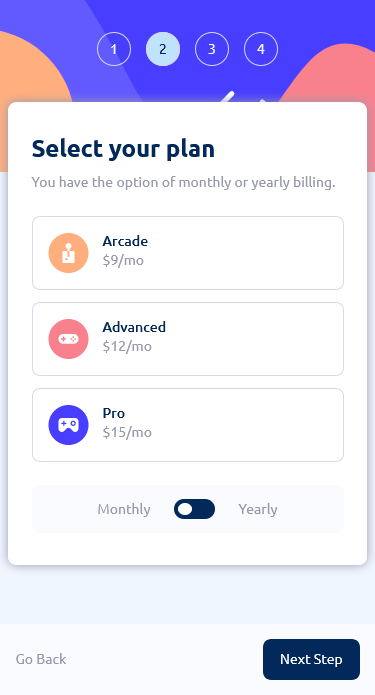 1 2 3 4
Select your plan
You have the option of monthly or yearly billing.
Arcade
$9/mo
Advanced
$12/mo
Pro
$15/mo
Monthly Yearly
Go Back Next Step